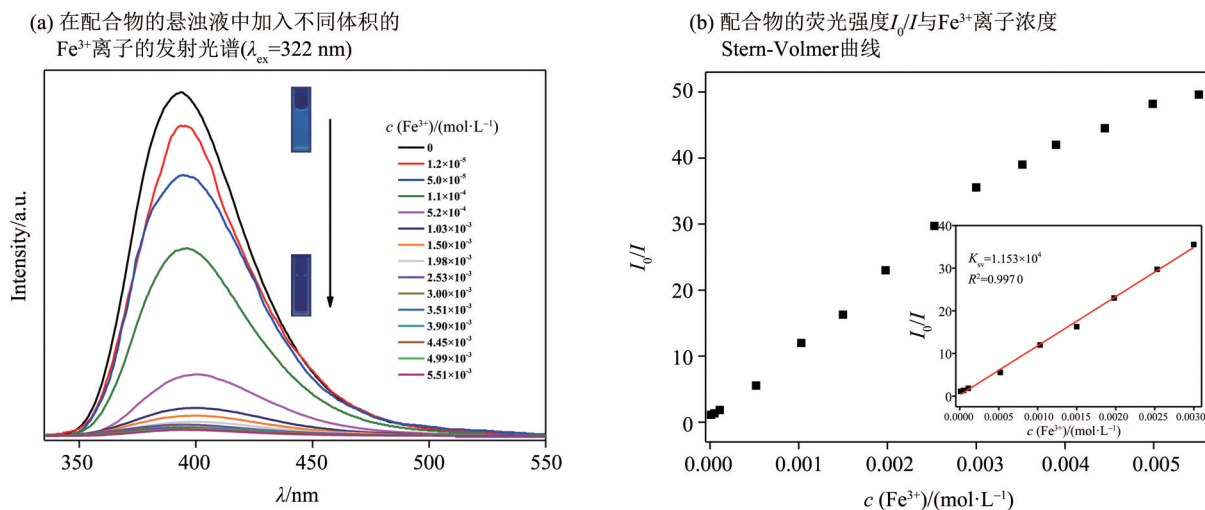 (a) 在配合物的悬浊液中加入不同体积的
Fe³⁺离子的发射光谱(λex=322 nm)
Intensity/a.u.
c (Fe³⁺)/(mol·L⁻¹)
0
1.2×10⁻⁵
5.0×10⁻⁵
1.1×10⁻⁴
5.2×10⁻⁴
1.03×10⁻³
1.50×10⁻³
1.98×10⁻³
2.53×10⁻³
3.00×10⁻³
3.51×10⁻³
3.90×10⁻³
4.45×10⁻³
4.99×10⁻³
5.51×10⁻³
350 400 450 500 550
λ/nm
(b) 配合物的荧光强度I₀/I与Fe³⁺离子浓度
Stern-Volmer曲线
I₀/I
50
40
30
20
10
0
0.000 0.001 0.002 0.003 0.004 0.005
c (Fe³⁺)/(mol·L⁻¹)
Ksv=1.153×10⁴
R²=0.997 0
I₀/I
40
30
20
10
0
0.0000 0.0005 0.0010 0.0015 0.0020 0.0025 0.0030
c (Fe³⁺)/(mol·L⁻¹)